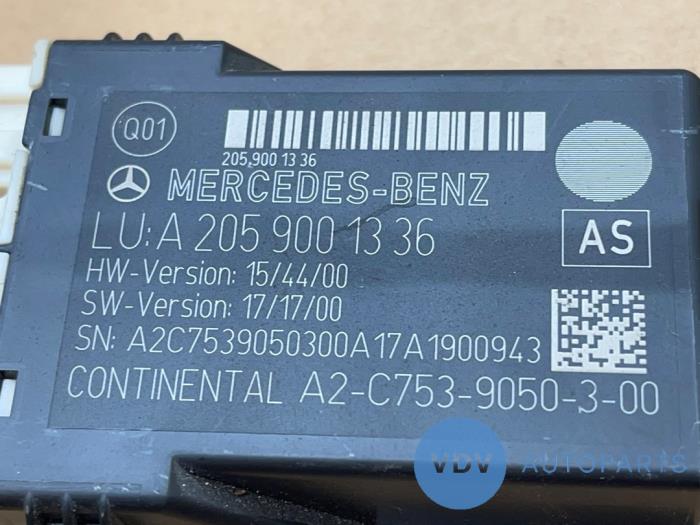 Q01
205,900 13 36
MERCEDES-BENZ
LU: A 205 900 13 36
AS
HW-Version: 15/44/00
SW-Version: 17/17/00
SN: A2C7539050300A17A1900943
CONTINENTAL A2-C753-9050-3-00
VDV AUTOPARTS